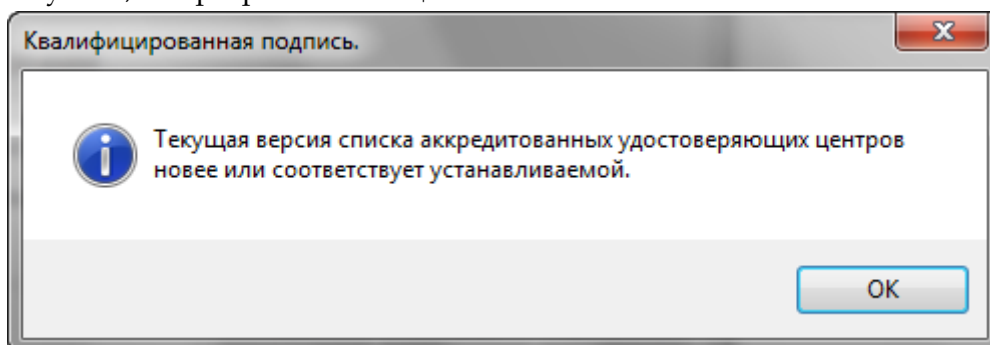 Квалифицированная подпись.
Текущая версия списка аккредитованных удостоверяющих центров
новее или соответствует устанавливаемой.
OK